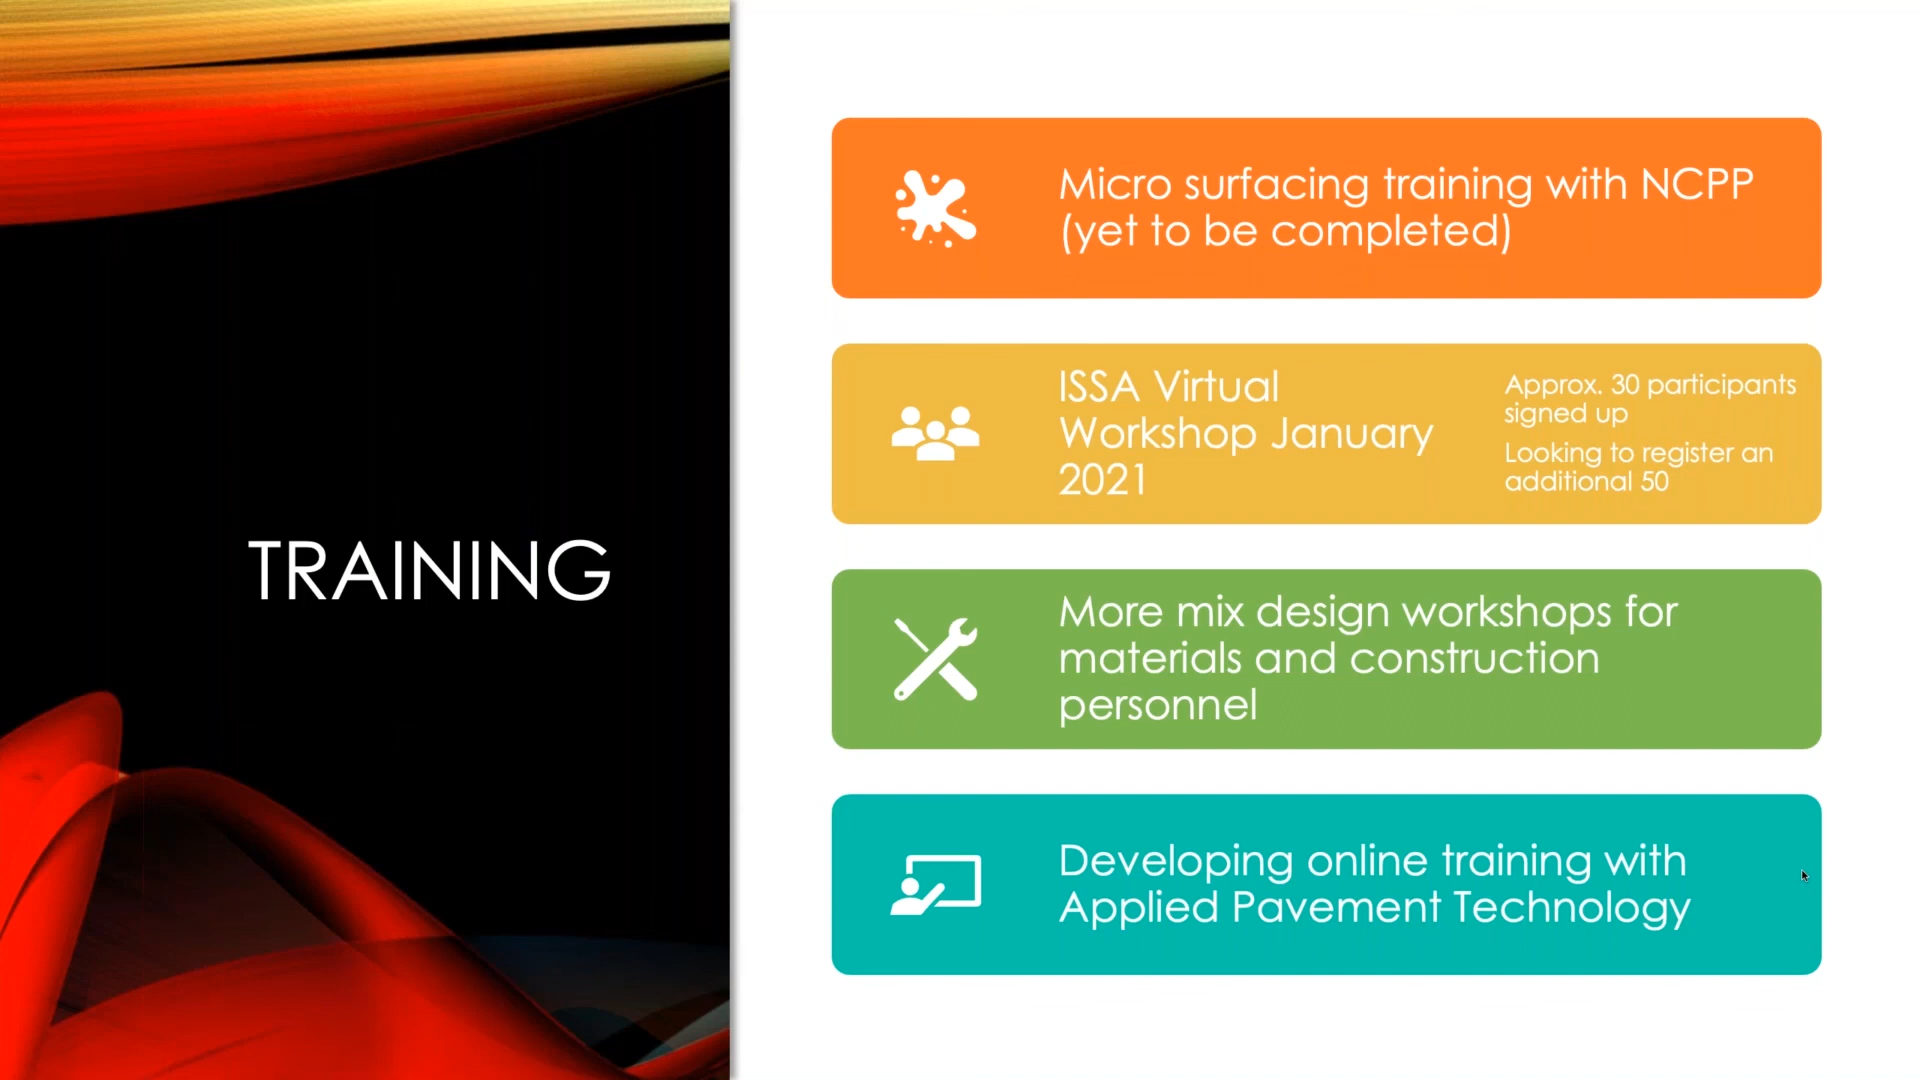 TRAINING
Micro surfacing training with NCPP
(yet to be completed)
ISSA Virtual
Workshop January
2021
Approx. 30 participants
signed up
Looking to register an
additional 50
More mix design workshops for
materials and construction
personnel
Developing online training with
Applied Pavement Technology